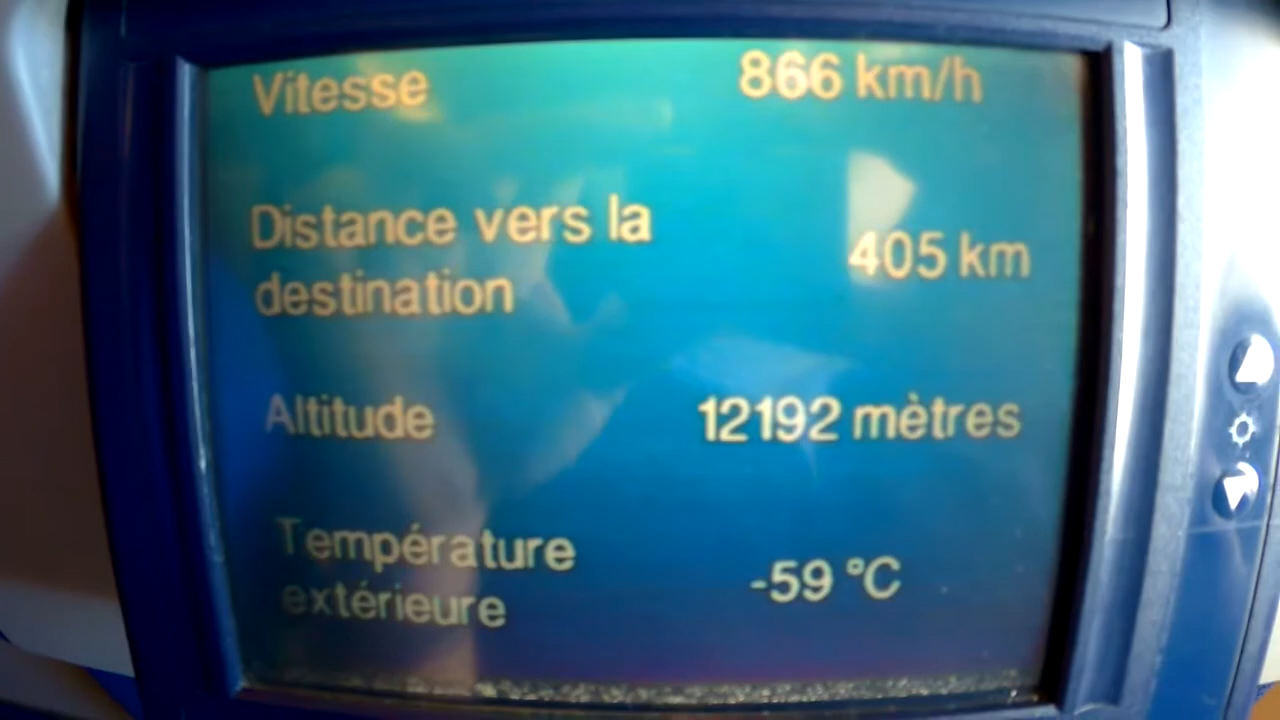 Vitesse 866 km/h
Distance vers la
destination 405 km
Altitude 12192 mètres
Température
extérieure -59 °C